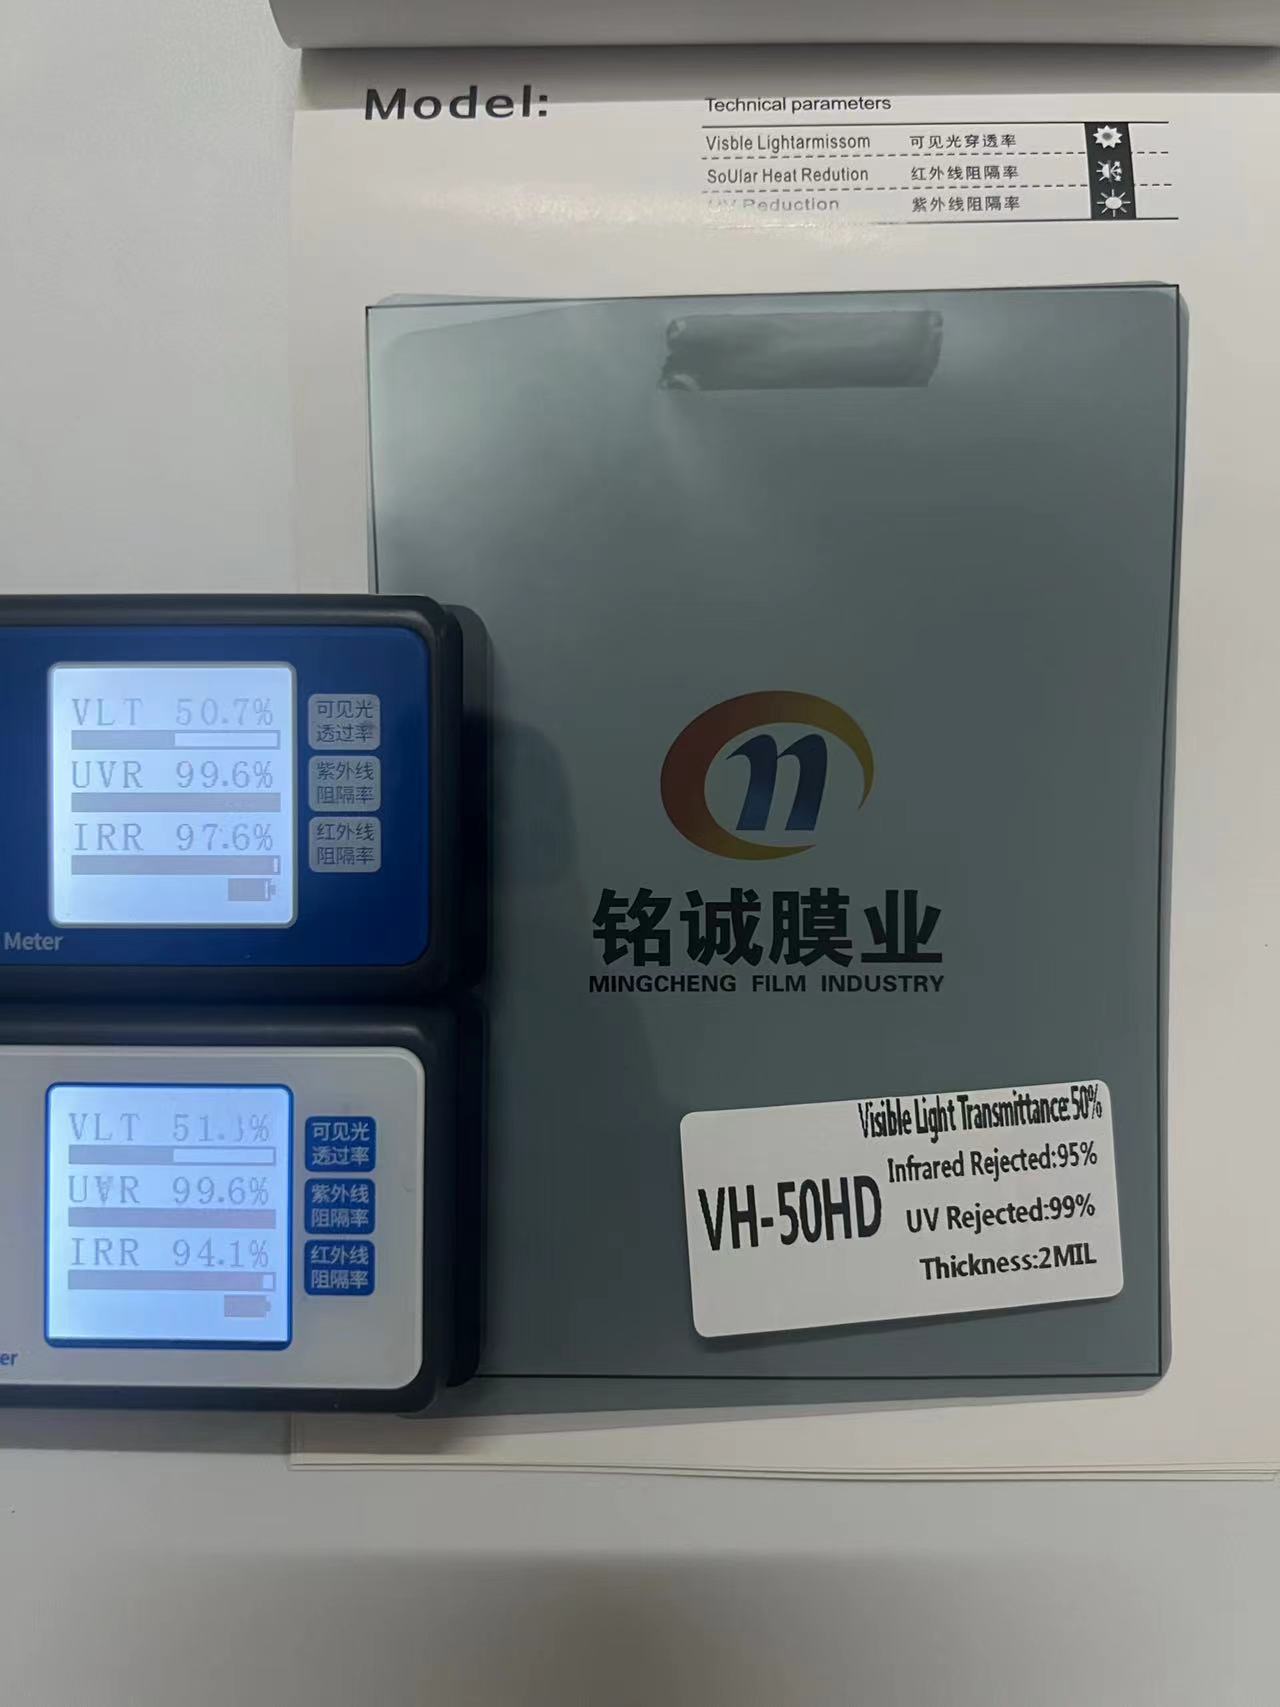 Model:
Technical parameters
Visble Lightarmissom 可见光穿透率
SoUlar Heat Redution 红外线阻隔率
UV Reduction 紫外线阻隔率
VLT 50.7%
可见光
透过率
UVR 99.6%
紫外线
阻隔率
IRR 97.6%
红外线
阻隔率
Meter
n
铭诚膜业
MINGCHENG FILM INDUSTRY
VLT
可见光
透过率
UVR 99.6%
紫外线
阻隔率
IRR 94.1%
红外线
阻隔率
er
Visible Light Transmittance:50%
Infrared Rejected:95%
VH-50HD
UV Rejected:99%
Thickness:2MIL